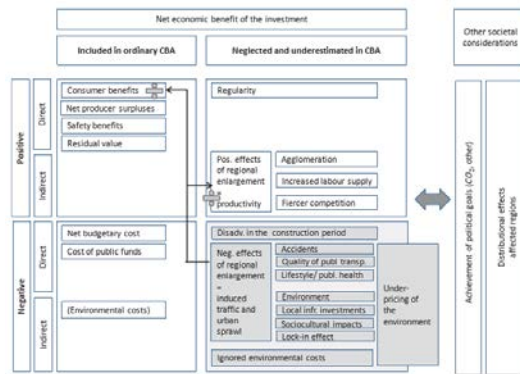 Net economic benefit of the investment
Included in ordinary CBA
Neglected and underestimated in CBA
Other societal
considerations
Positive
Direct
Consumer benefits
Net producer surpluses
Safety benefits
Residual value
Regularity
Indirect
Pos. effects
of regional
enlargement
=
productivity
Agglomeration
Increased labour supply
Fiercer competition
Negative
Direct
Net budgetary cost
Cost of public funds
Disadv. in the construction period
Neg. effects
of regional
enlargement
=
induced
traffic and
urban
sprawl
Accidents
Quality of publ transp.
Lifestyle/ publ. health
Environment
Local infr. investments
Sociocultural impacts
Lock-in effect
Under-
pricing of
the
environment
Indirect
(Environmental costs)
Ignored environmental costs
Achievement of political goals (CO2, other)
Distributional effects
affected regions